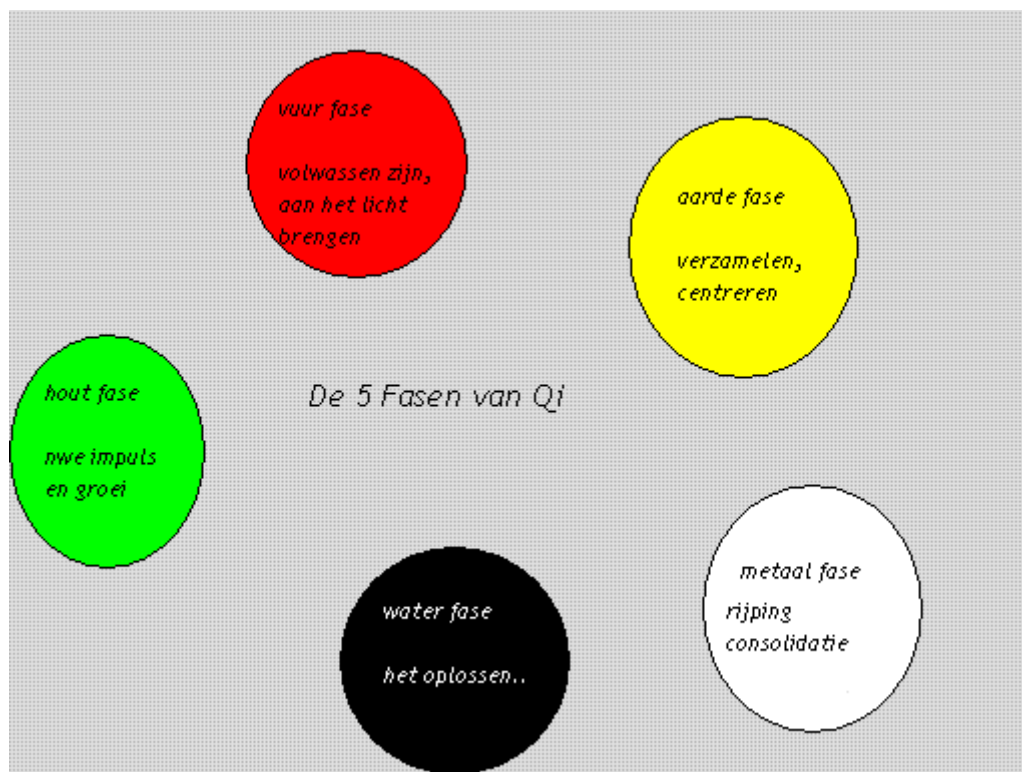 vuur fase
volwassen zijn,
aan het licht
brengen
aarde fase
verzamelen,
centreren
hout fase
nwe impuls
en groei
De 5 Fasen van Qi
metaal fase
rijping
consolidatie
water fase
het oplossen..